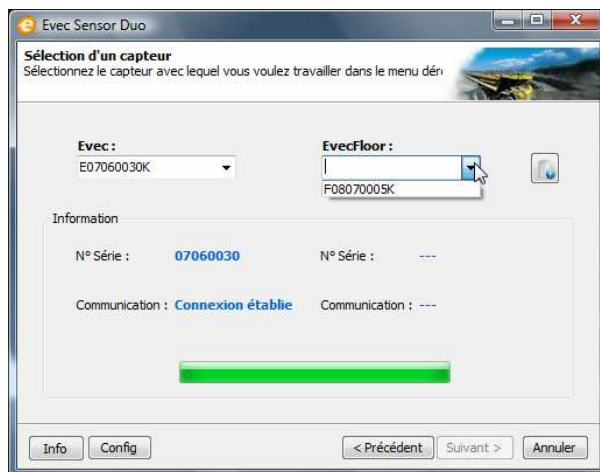 Evec Sensor Duo
Sélection d'un capteur
Sélectionnez le capteur avec lequel vous voulez travailler dans le menu déro
Evec :
EvecFloor :
E07060030K
F08070005K
Information
N° Série : 07060030 N° Série : ---
Communication : Connexion établie Communication : ---
Info Config < Précédent Suivant > Annuler